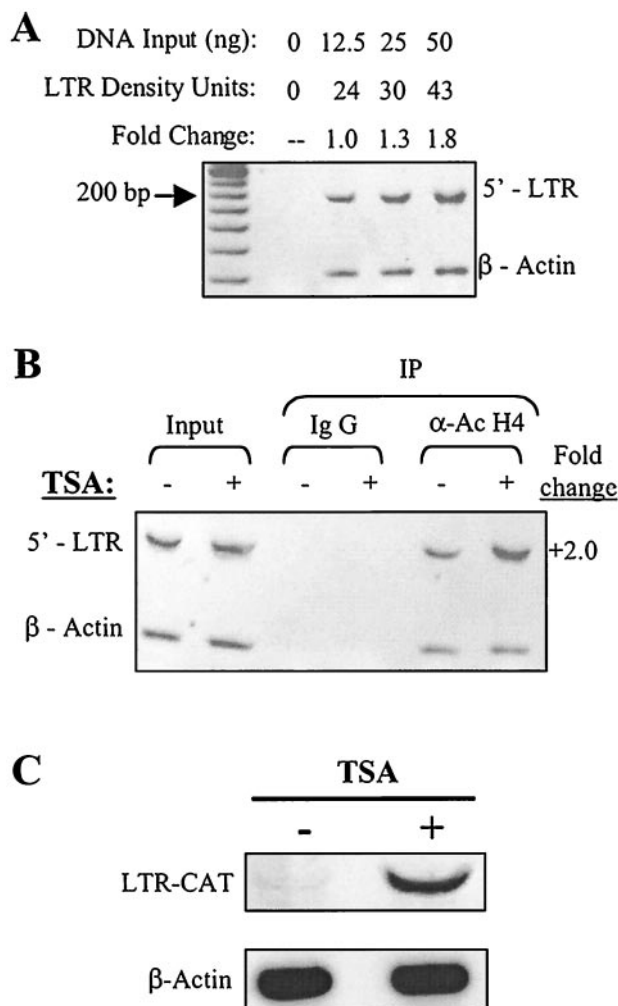 A
DNA Input (ng): 0 12.5 25 50
LTR Density Units: 0 24 30 43
Fold Change: -- 1.0 1.3 1.8
200 bp
5' - LTR
β - Actin
B
IP
Input Ig G α-Ac H4
Fold change
TSA: - + - + - +
5' - LTR
+2.0
β - Actin
C
TSA
- +
LTR-CAT
β-Actin